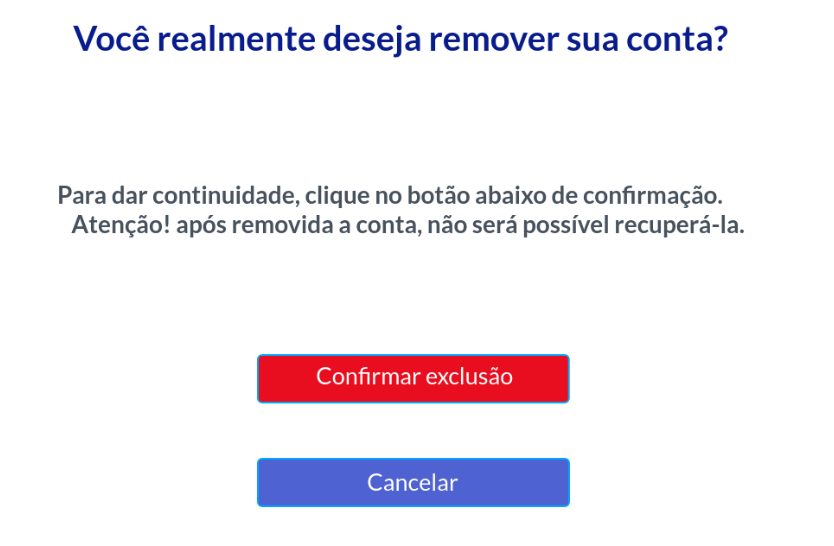 Você realmente deseja remover sua conta?
Para dar continuidade, clique no botão abaixo de confirmação.
Atenção! após removida a conta, não será possível recuperá-la.
Confirmar exclusão
Cancelar